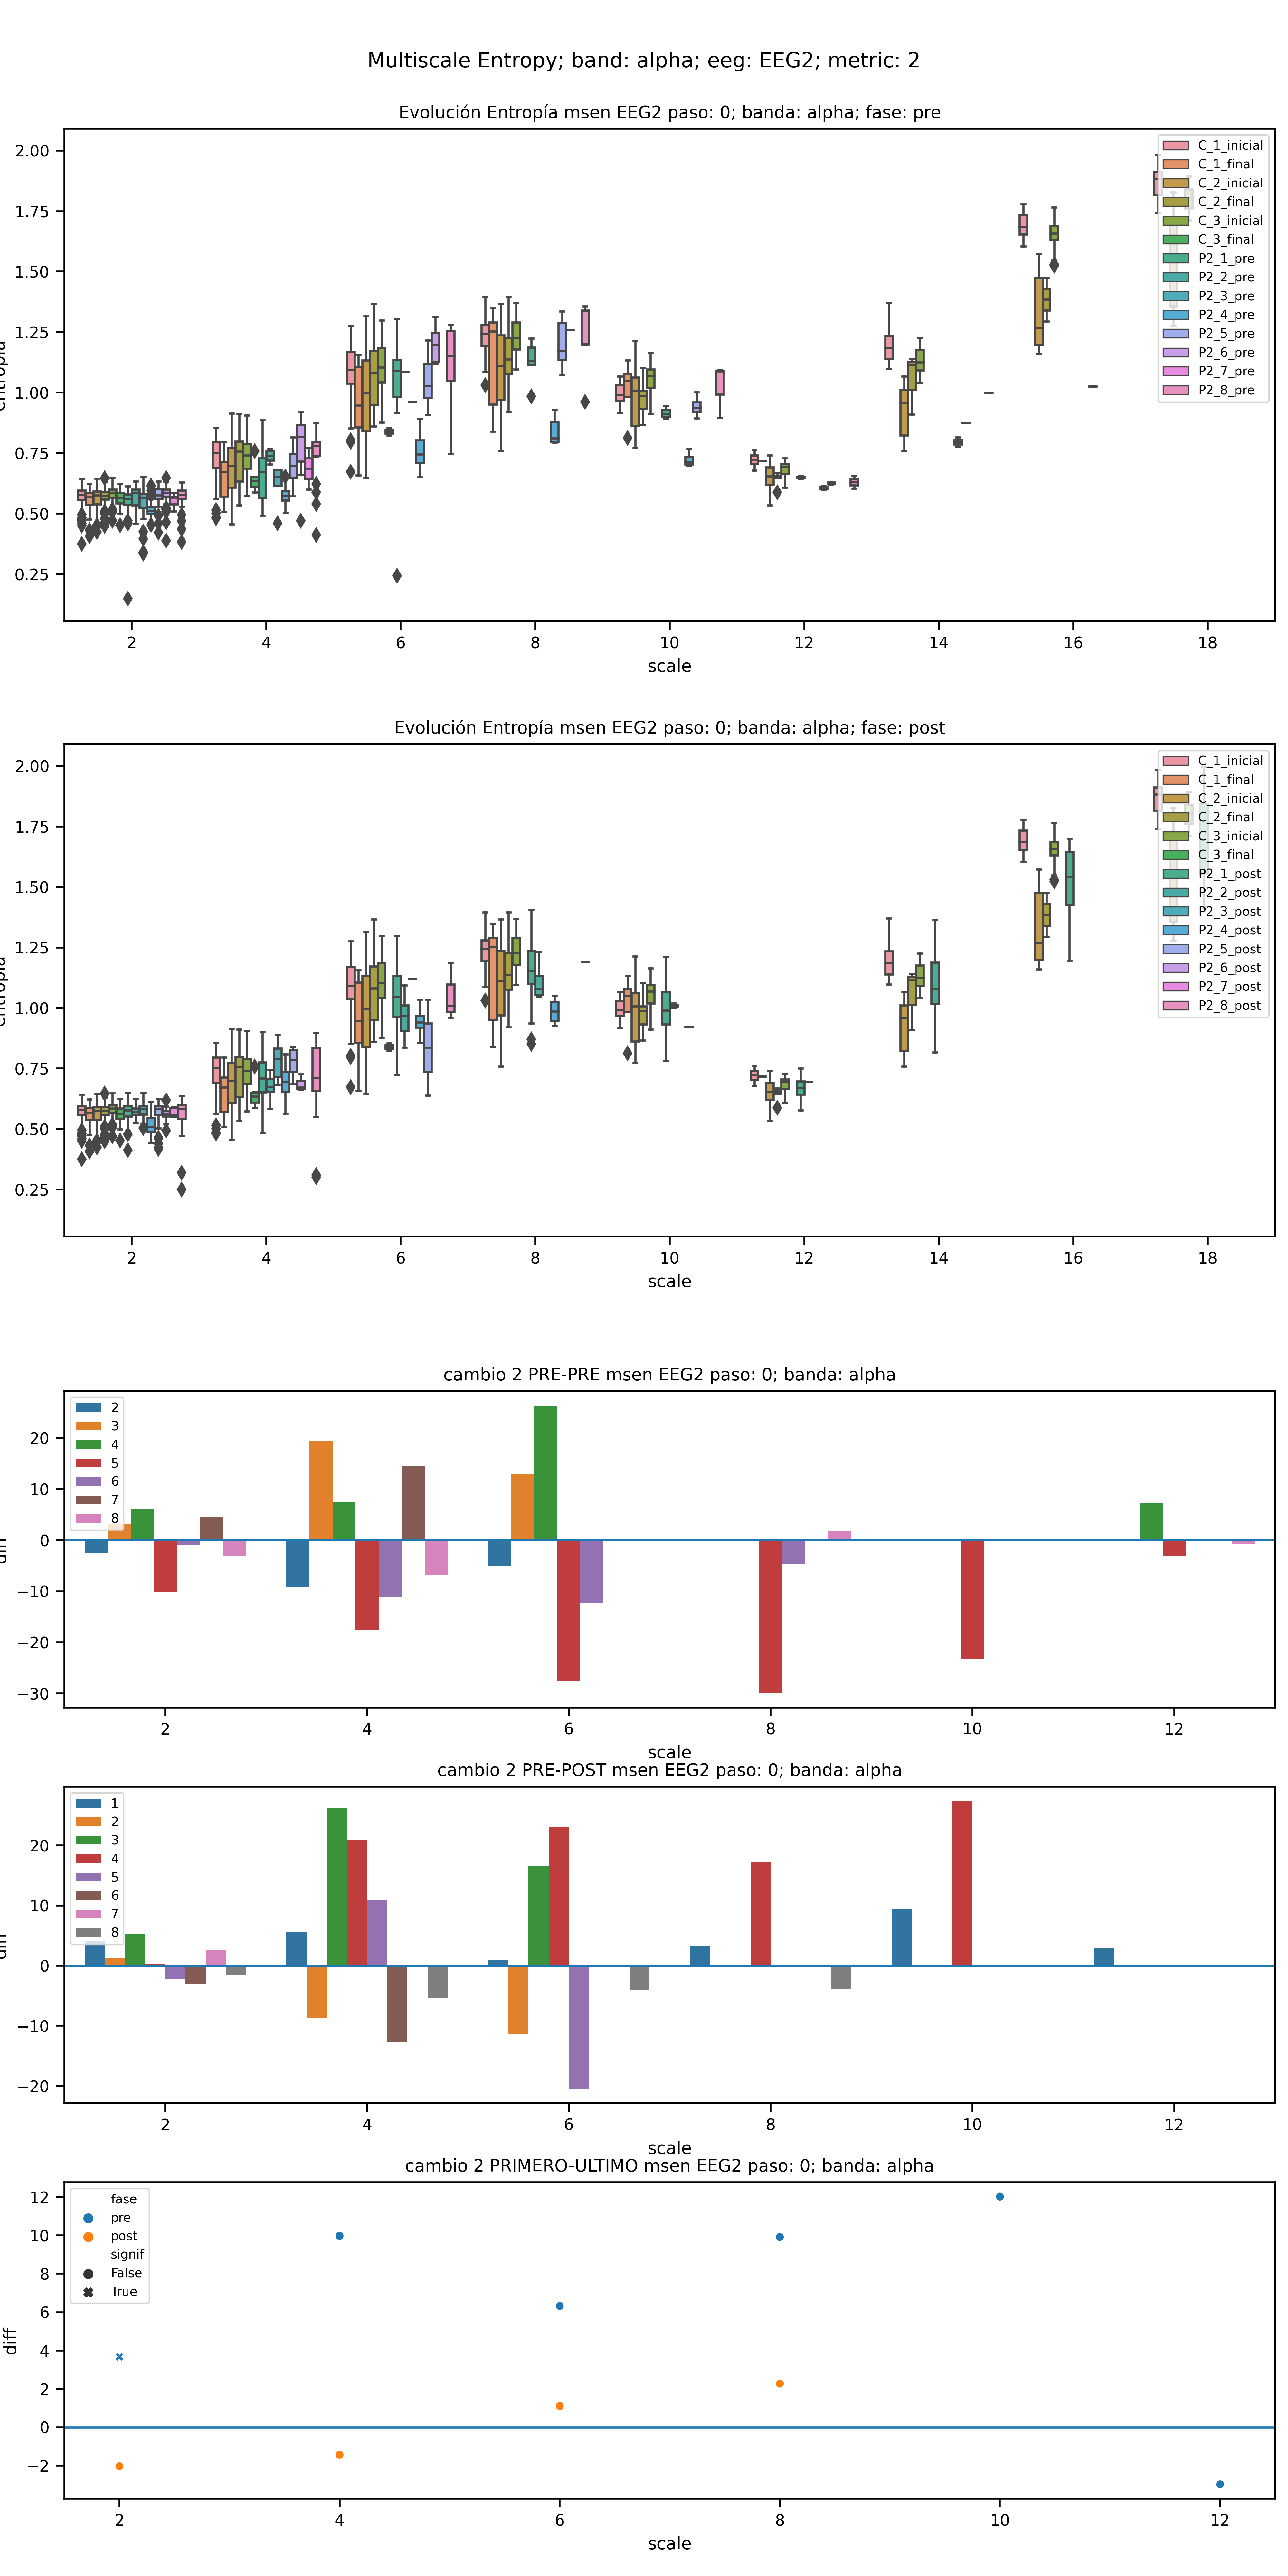 Multiscale Entropy; band: alpha; eeg: EEG2; metric: 2
Evolución Entropía msen EEG2 paso: 0; banda: alpha; fase: pre
2.00
1.75
1.50
1.25
1.00
0.75
0.50
0.25
C_1_inicial
C_1_final
C_2_inicial
C_2_final
C_3_inicial
C_3_final
P2_1_pre
P2_2_pre
P2_3_pre
P2_4_pre
P2_5_pre
P2_6_pre
P2_7_pre
P2_8_pre
2 4 6 8 10 12 14 16 18
scale
Evolución Entropía msen EEG2 paso: 0; banda: alpha; fase: post
2.00
1.75
1.50
1.25
1.00
0.75
0.50
0.25
C_1_inicial
C_1_final
C_2_inicial
C_2_final
C_3_inicial
C_3_final
P2_1_post
P2_2_post
P2_3_post
P2_4_post
P2_5_post
P2_6_post
P2_7_post
P2_8_post
2 4 6 8 10 12 14 16 18
scale
cambio 2 PRE-PRE msen EEG2 paso: 0; banda: alpha
20
10
0
−10
−20
−30
2
3
4
5
6
7
8
2 4 6 8 10 12
scale
cambio 2 PRE-POST msen EEG2 paso: 0; banda: alpha
20
10
0
−10
−20
1
2
3
4
5
6
7
8
2 4 6 8 10 12
scale
cambio 2 PRIMERO-ULTIMO msen EEG2 paso: 0; banda: alpha
diff
12
10
8
6
4
2
0
−2
fase
pre
post
signif
False
True
2 4 6 8 10 12
scale